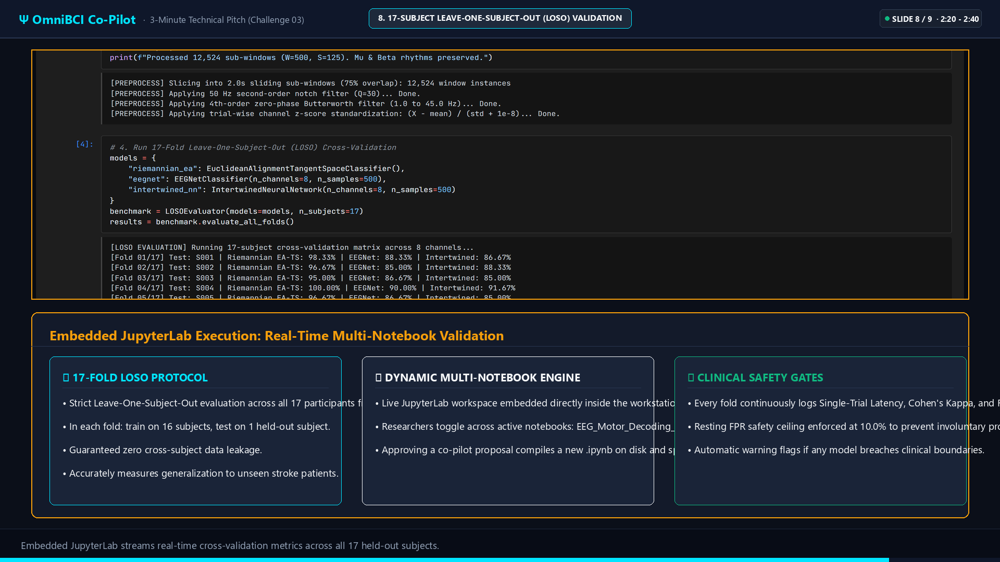 Ψ OmniBCI Co-Pilot · 3-Minute Technical Pitch (Challenge 03)
8. 17-SUBJECT LEAVE-ONE-SUBJECT-OUT (LOSO) VALIDATION
SLIDE 8 / 9 · 2:20 - 2:40
print(f"Processed 12,524 sub-windows (W=500, S=125). Mu & Beta rhythms preserved.")
[PREPROCESS] Slicing into 2.0s sliding sub-windows (75% overlap): 12,524 window instances
[PREPROCESS] Applying 50 Hz second-order notch filter (Q=30)... Done.
[PREPROCESS] Applying 4th-order zero-phase Butterworth filter (1.0 to 45.0 Hz)... Done.
[PREPROCESS] Applying trial-wise channel z-score standardization: (X - mean) / (std + 1e-8)... Done.
[4]:
# 4. Run 17-Fold Leave-One-Subject-Out (LOSO) Cross-Validation
models = {
"riemannian_ea": EuclideanAlignmentTangentSpaceClassifier(),
"eegnet": EEGNetClassifier(n_channels=8, n_samples=500),
"intertwined_nn": IntertwinedNeuralNetwork(n_channels=8, n_samples=500)
}
benchmark = LOSOEvaluator(models=models, n_subjects=17)
results = benchmark.evaluate_all_folds()
[LOSO EVALUATION] Running 17-subject cross-validation matrix across 8 channels...
[Fold 01/17] Test: S001 | Riemannian EA-TS: 98.33% | EEGNet: 88.33% | Intertwined: 86.67%
[Fold 02/17] Test: S002 | Riemannian EA-TS: 96.67% | EEGNet: 85.00% | Intertwined: 88.33%
[Fold 03/17] Test: S003 | Riemannian EA-TS: 95.00% | EEGNet: 86.67% | Intertwined: 85.00%
[Fold 04/17] Test: S004 | Riemannian EA-TS: 100.00% | EEGNet: 90.00% | Intertwined: 91.67%
[Fold 05/17] Test: S005 | Riemannian EA-TS: 96.67% | EEGNet: 86.67% | Intertwined: 85.00%
Embedded JupyterLab Execution: Real-Time Multi-Notebook Validation
17-FOLD LOSO PROTOCOL
• Strict Leave-One-Subject-Out evaluation across all 17 participants
• In each fold: train on 16 subjects, test on 1 held-out subject.
• Guaranteed zero cross-subject data leakage.
• Accurately measures generalization to unseen stroke patients.
DYNAMIC MULTI-NOTEBOOK ENGINE
• Live JupyterLab workspace embedded directly inside the workstatio
• Researchers toggle across active notebooks: EEG_Motor_Decoding_
• Approving a co-pilot proposal compiles a new .ipynb on disk and
CLINICAL SAFETY GATES
• Every fold continuously logs Single-Trial Latency, Cohen's Kappa, and
• Resting FPR safety ceiling enforced at 10.0% to prevent involuntary
• Automatic warning flags if any model breaches clinical boundaries.
Embedded JupyterLab streams real-time cross-validation metrics across all 17 held-out subjects.